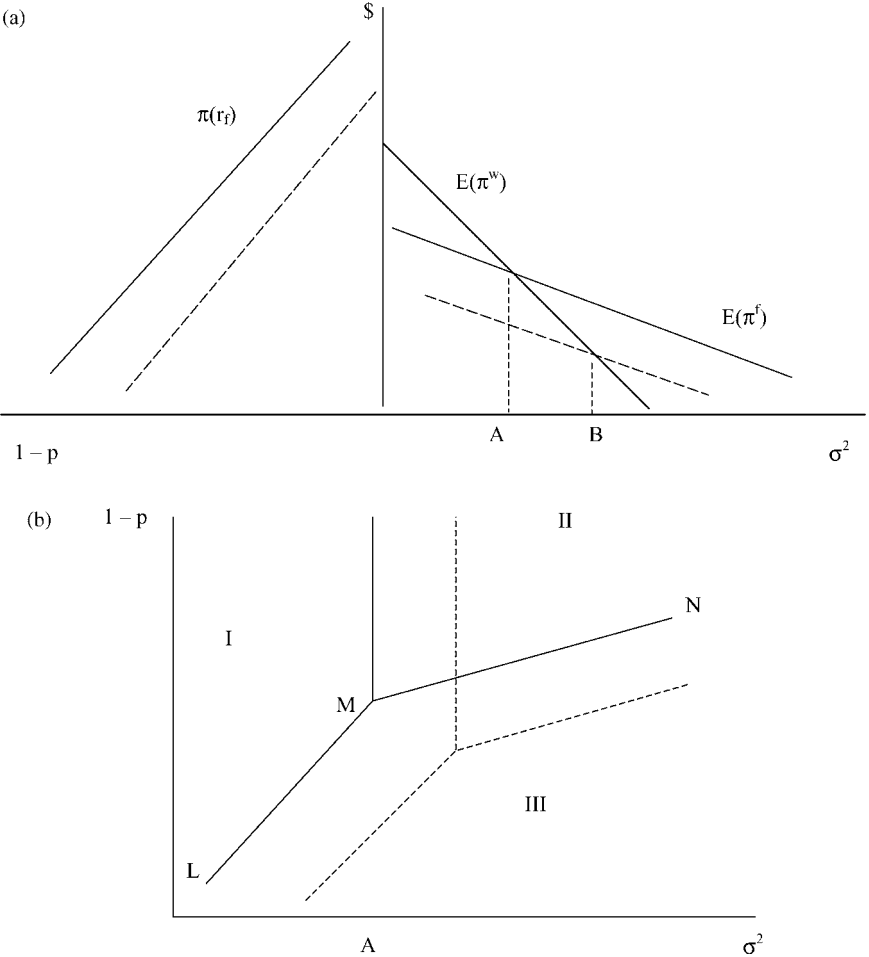 (a)
$
π(r_f)
E(π^w)
E(π^f)
A
B
1 – p
σ²
(b)
1 – p
II
I
N
M
III
L
A
σ²